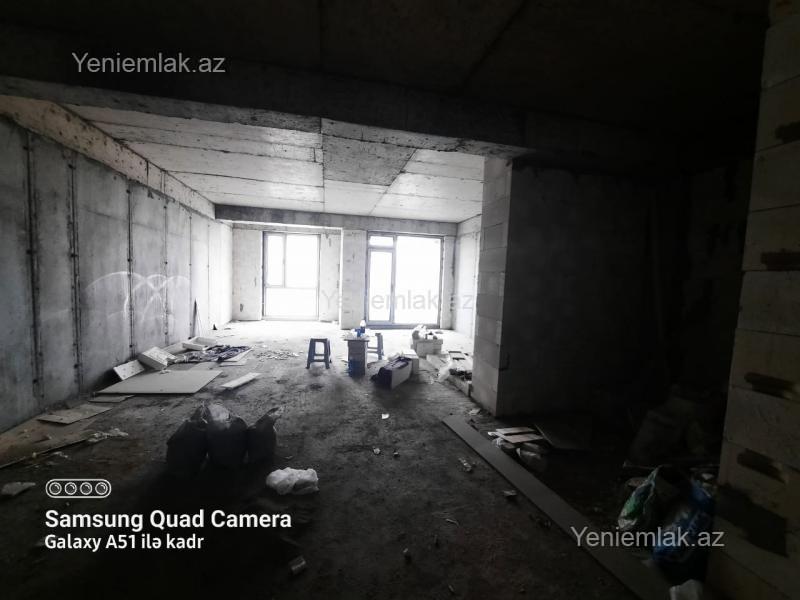 Yeniemlak.az
Yeniemlak.az
Samsung Quad Camera
Galaxy A51 ilə kadr
Yeniemlak.az